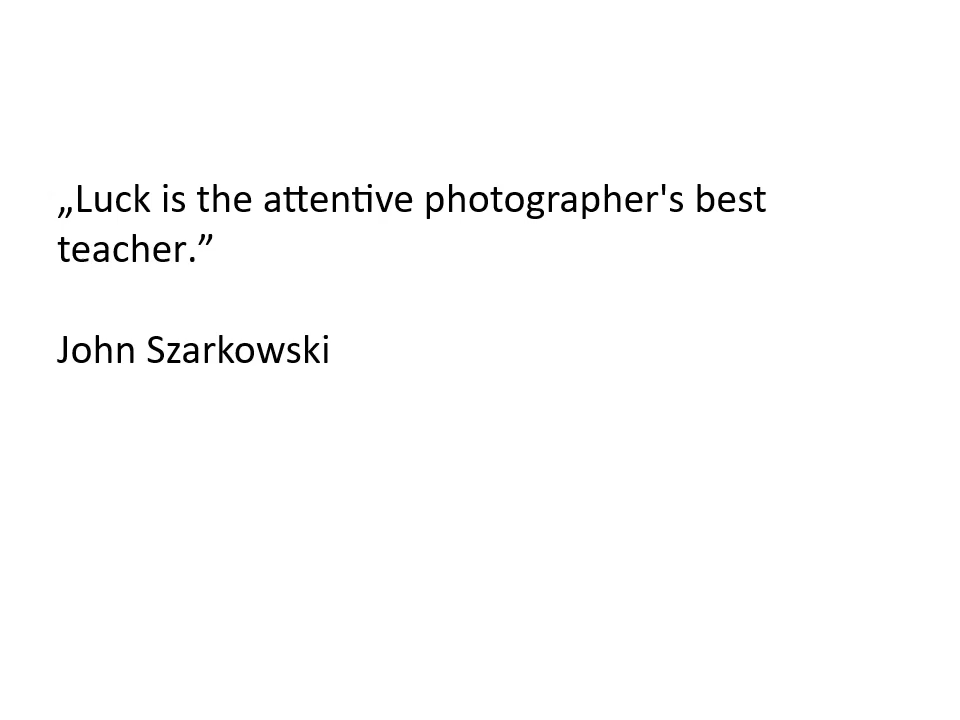 „Luck is the attentive photographer's best
teacher.”
John Szarkowski